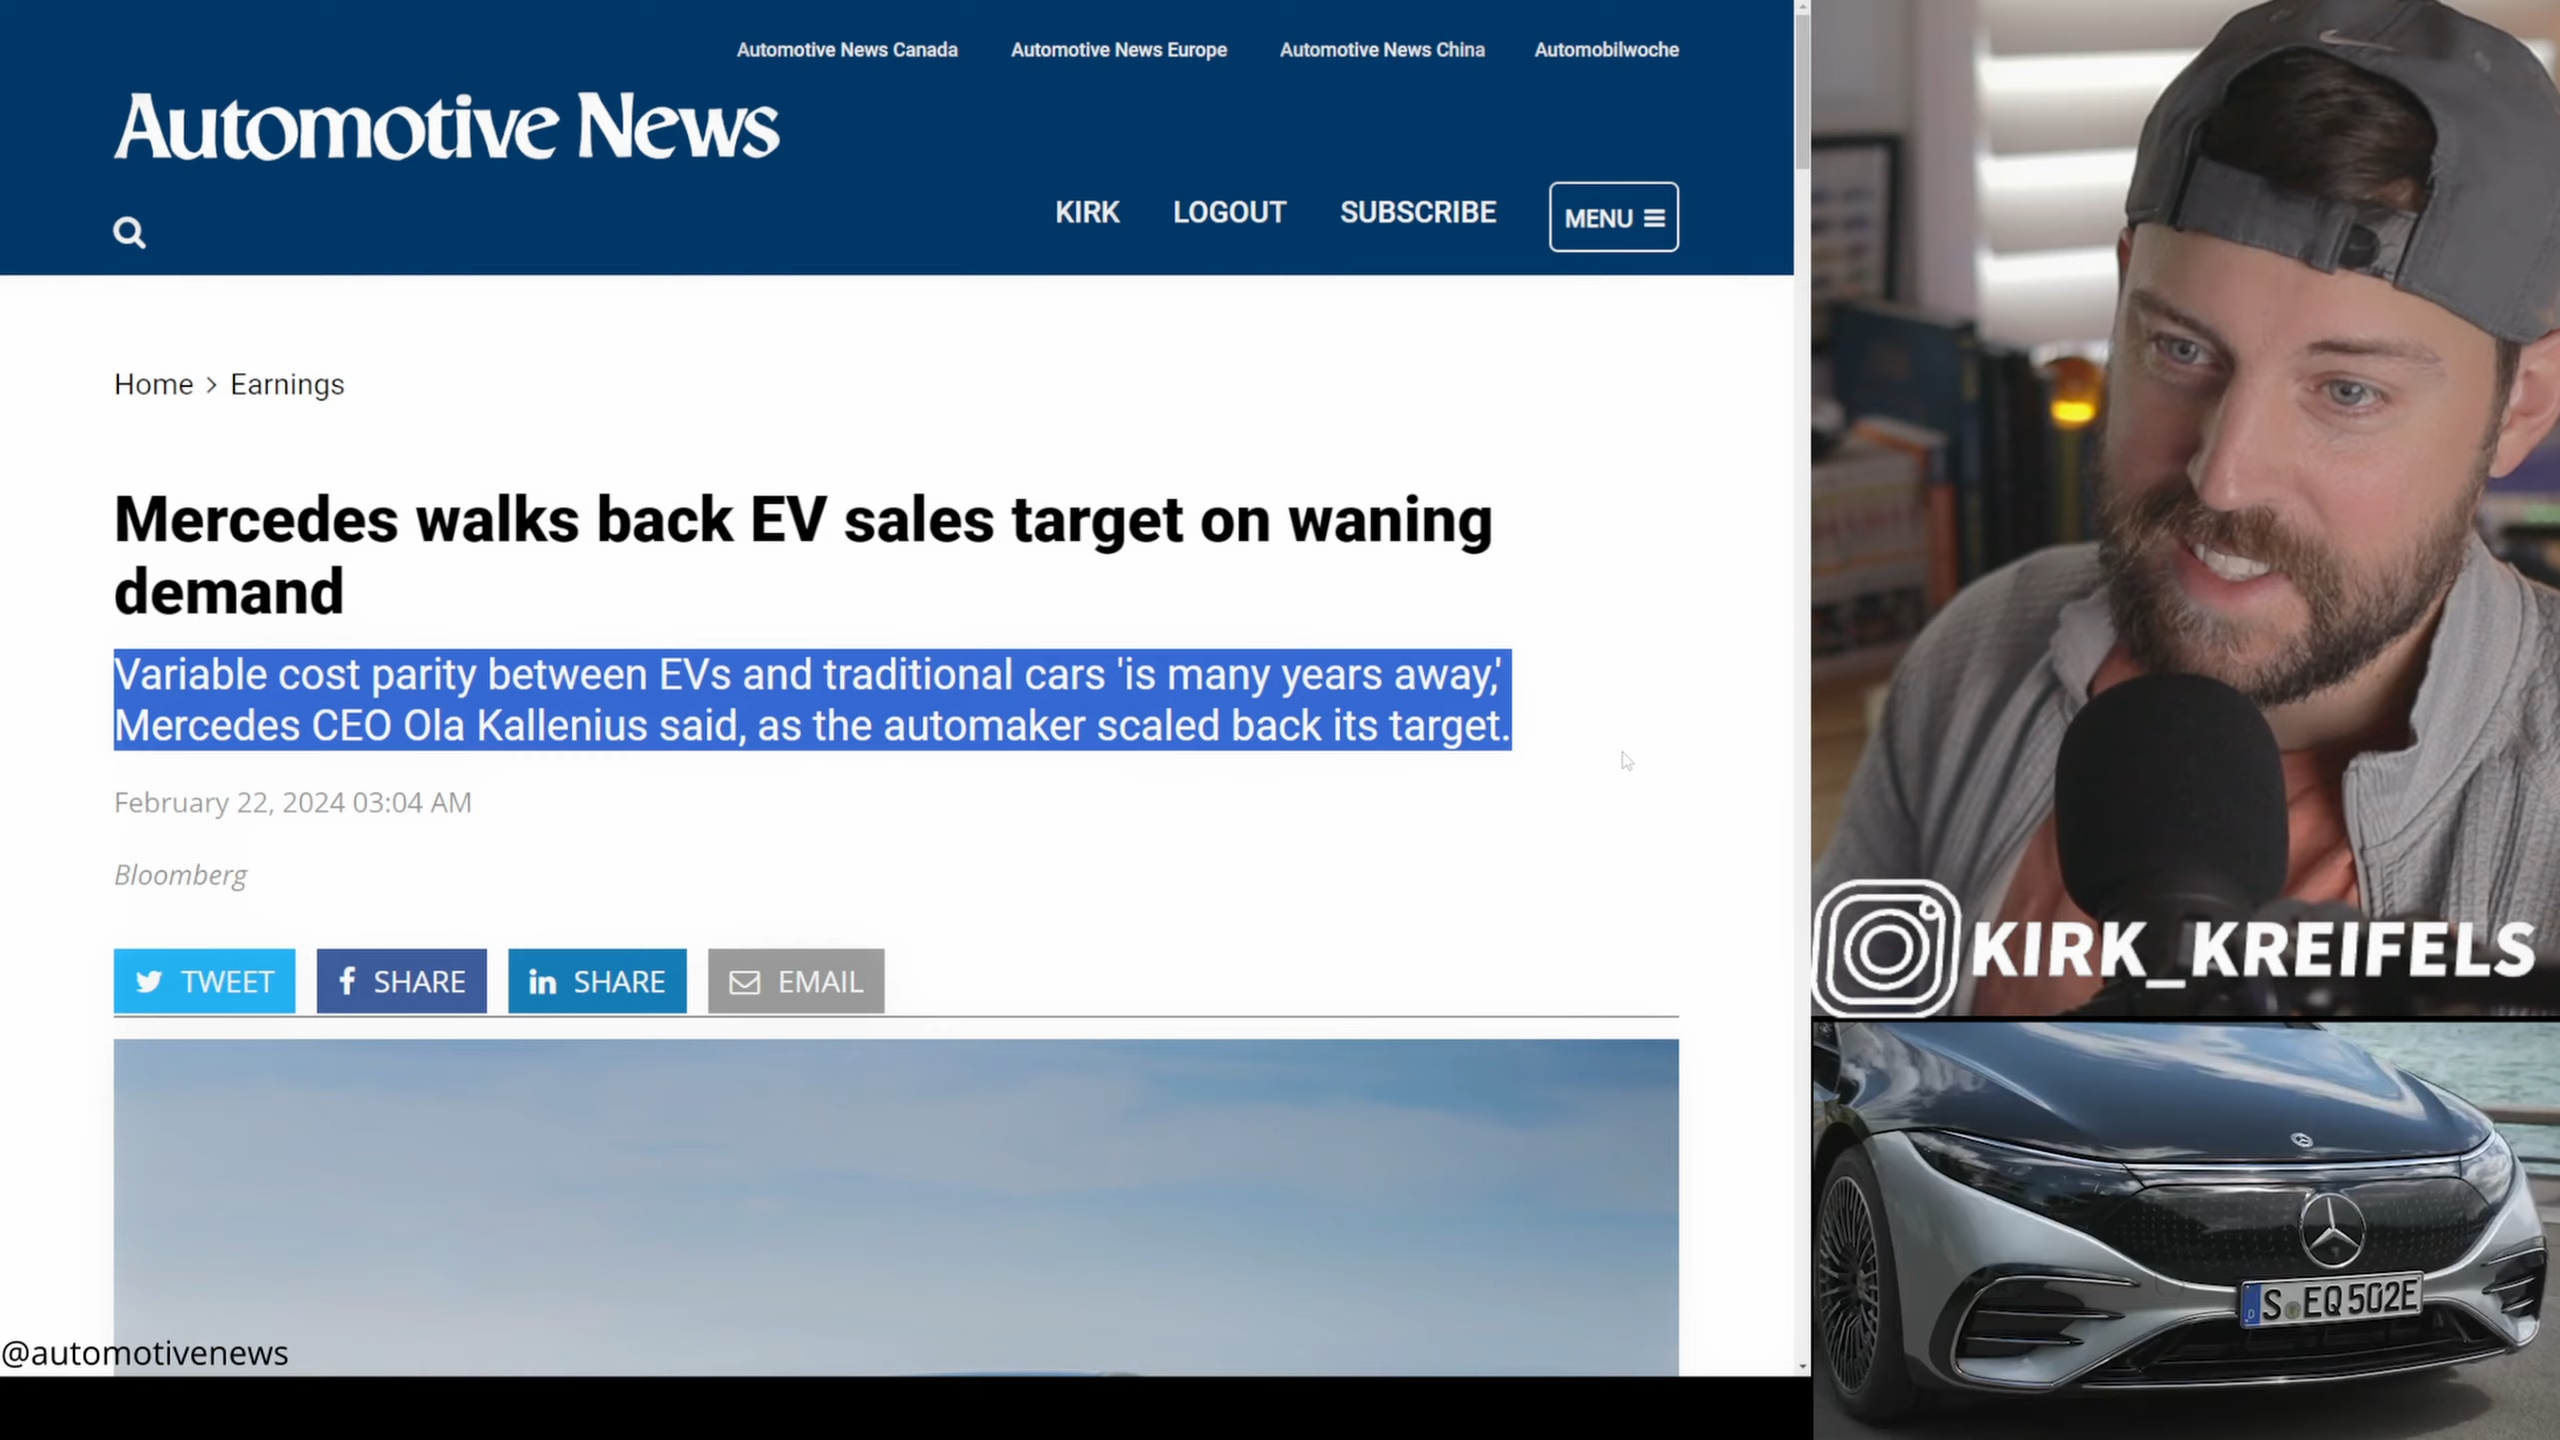 Automotive News Canada Automotive News Europe Automotive News China Automobilwoche
Automotive News
KIRK LOGOUT SUBSCRIBE MENU
Home > Earnings
Mercedes walks back EV sales target on waning
demand
Variable cost parity between EVs and traditional cars 'is many years away,'
Mercedes CEO Ola Kallenius said, as the automaker scaled back its target.
February 22, 2024 03:04 AM
Bloomberg
TWEET SHARE SHARE EMAIL
@automotivenews
KIRK_KREIFELS
S EQ 502E